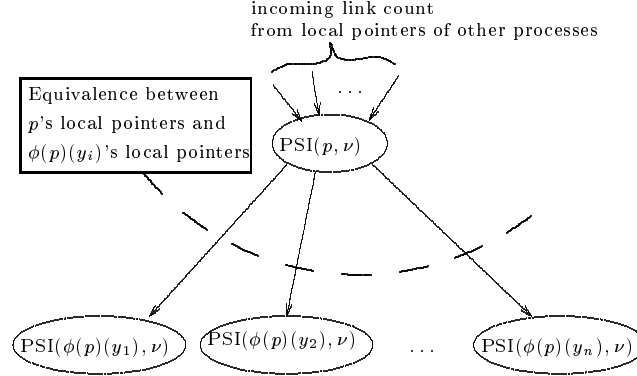 incoming link count
from local pointers of other processes
...
Equivalence between
p's local pointers and
ϕ(p)(y₁)'s local pointers
PSI(p, ν)
PSI(ϕ(p)(y₁), ν)
PSI(ϕ(p)(y₂), ν)
...
PSI(ϕ(p)(yₙ), ν)